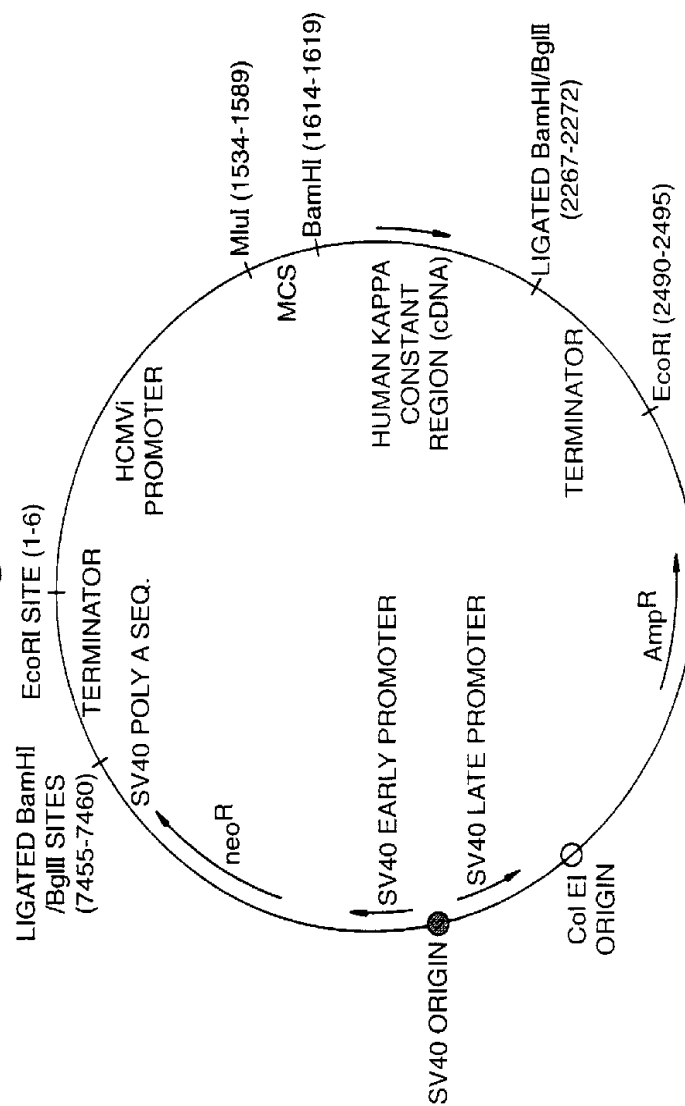 EcoRI SITE (1-6)
LIGATED BamHI
/BglII SITES
(7455-7460)
TERMINATOR
SV40 POLY A SEQ.
HCMVi
PROMOTER
MluI (1534-1589)
MCS
BamHI (1614-1619)
neoR
HUMAN KAPPA
CONSTANT
REGION (cDNA)
SV40 EARLY PROMOTER
SV40 ORIGIN
SV40 LATE PROMOTER
LIGATED BamHI/BglII
(2267-2272)
TERMINATOR
EcoRI (2490-2495)
Col EI
ORIGIN
AmpR